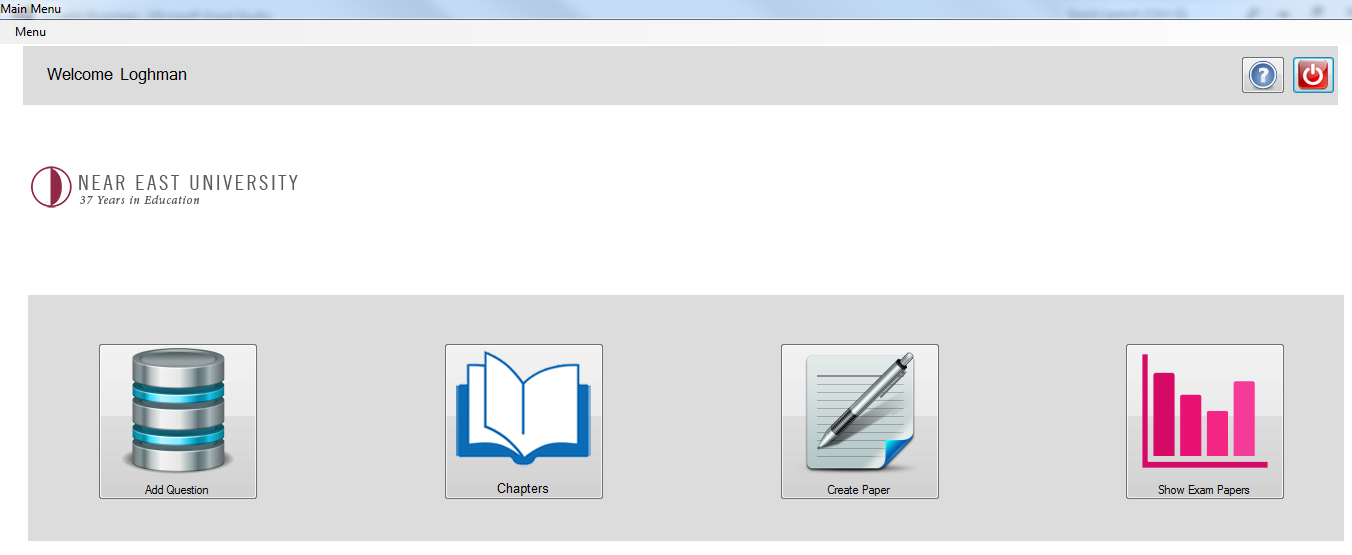 Main Menu
Menu
Welcome Loghman
NEAR EAST UNIVERSITY
37 Years in Education
Add Question
Chapters
Create Paper
Show Exam Papers